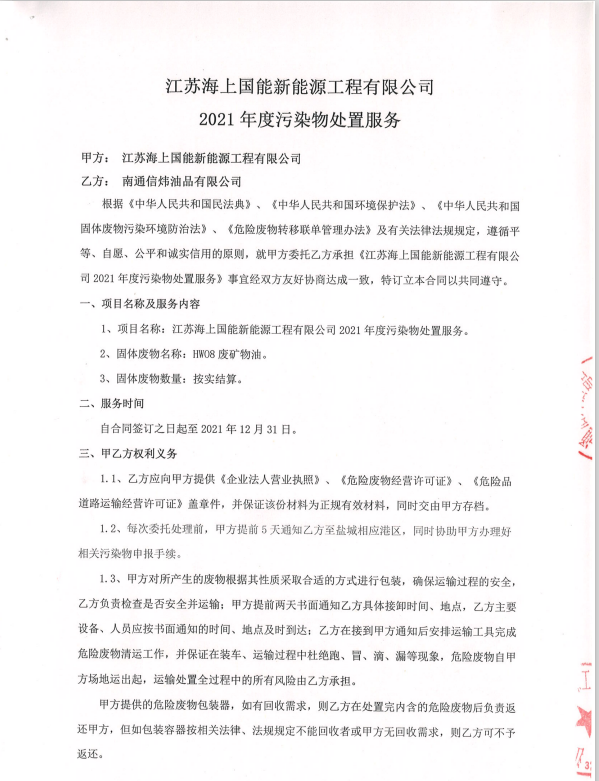 江苏海上国能新能源工程有限公司
2021 年度污染物处置服务
甲方： 江苏海上国能新能源工程有限公司
乙方： 南通信炜油品有限公司
根据《中华人民共和国民法典》、《中华人民共和国环境保护法》、《中华人民共和国
固体废物污染环境防治法》、《危险废物转移联单管理办法》及有关法律法规规定，遵循平
等、自愿、公平和诚实信用的原则，就甲方委托乙方承担《江苏海上国能新能源工程有限公
司 2021 年度污染物处置服务》事宜经双方友好协商达成一致，特订立本合同以共同遵守。
一、项目名称及服务内容
1、项目名称：江苏海上国能新能源工程有限公司 2021 年度污染物处置服务。
2、固体废物名称：HW08 废矿物油。
3、固体废物数量：按实结算。
二、服务时间
自合同签订之日起至 2021 年 12 月 31 日。
三、甲乙方权利义务
1.1、乙方应向甲方提供《企业法人营业执照》、《危险废物经营许可证》、《危险品
道路运输经营许可证》盖章件，并保证该份材料为正规有效材料，同时交由甲方存档。
1.2、每次委托处理前，甲方提前 5 天通知乙方至盐城相应港区，同时协助甲方办理好
相关污染物申报手续。
1.3、甲方对所产生的废物根据其性质采取合适的方式进行包装，确保运输过程的安全，
乙方负责检查是否安全并运输；甲方提前两天书面通知乙方具体接卸时间、地点，乙方主要
设备、人员应按书面通知的时间、地点及时到达；乙方在接到甲方通知后安排运输工具完成
危险废物清运工作，并保证在装车、运输过程中杜绝跑、冒、滴、漏等现象，危险废物自甲
方场地运出起，运输处置全过程中的所有风险由乙方承担。
甲方提供的危险废物包装器，如有回收需求，则乙方在处置完内含的危险废物后负责返
还甲方，但如包装容器按相关法律、法规规定不能回收者或甲方无回收需求，则乙方可不予
返还。